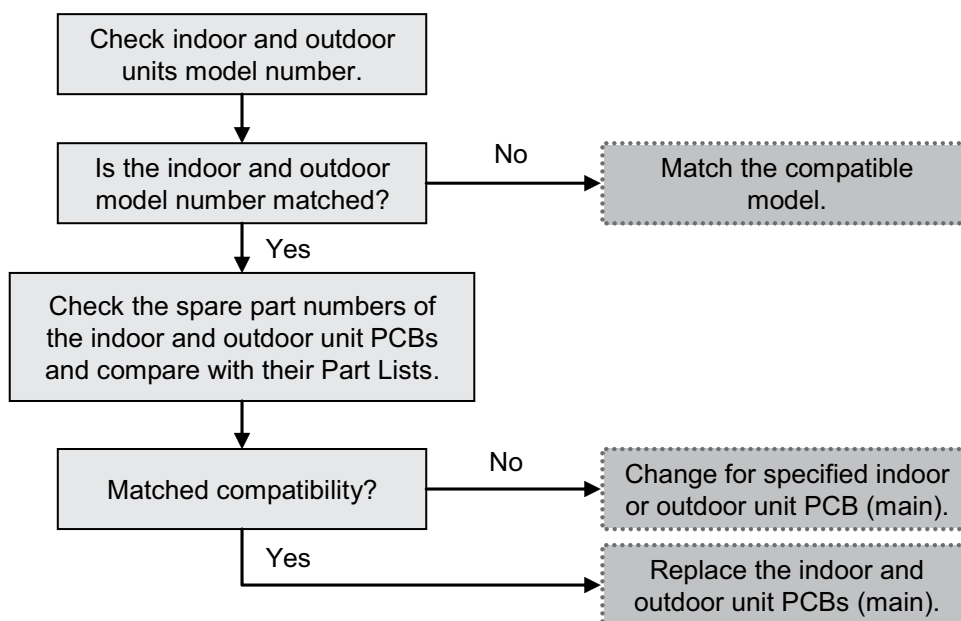 Check indoor and outdoor
units model number.
Is the indoor and outdoor
model number matched?
No
Match the compatible
model.
Yes
Check the spare part numbers of
the indoor and outdoor unit PCBs
and compare with their Part Lists.
Matched compatibility?
No
Change for specified indoor
or outdoor unit PCB (main).
Yes
Replace the indoor and
outdoor unit PCBs (main).